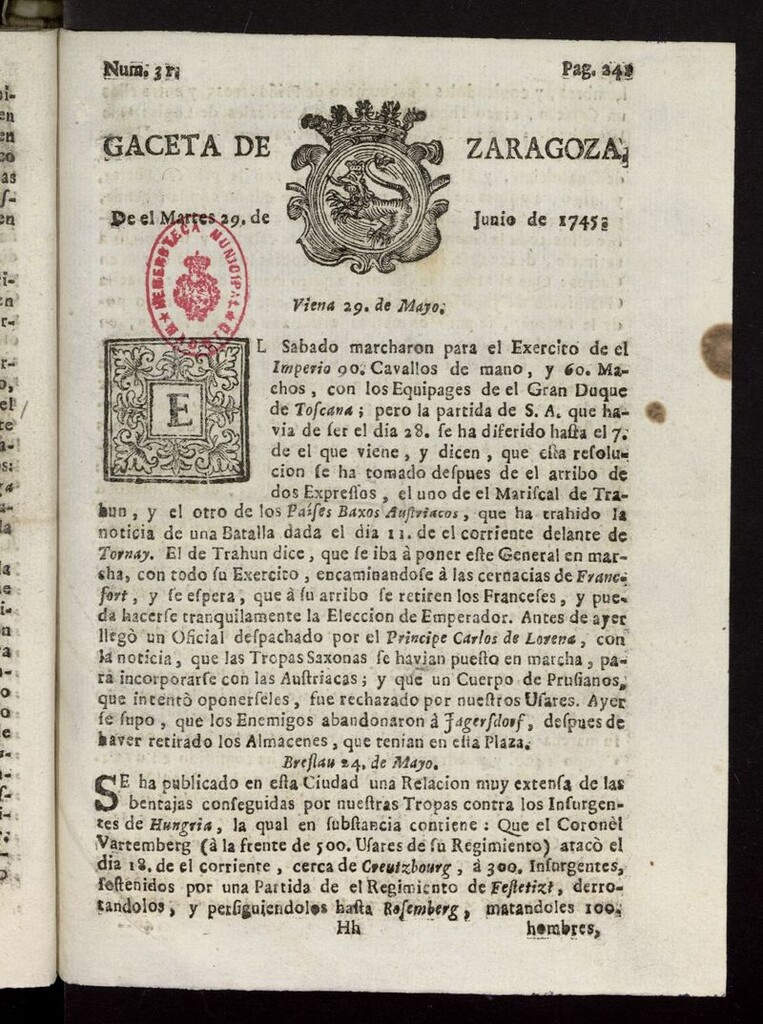 Num. 31. Pag. 241
GACETA DE ZARAGOZA,
De el Martes 29. de Junio de 1745.
HEMEROTECA MUNICIPAL
MADRID
Viena 29. de Mayo.
EL Sabado marcharon para el Exercito de el
Imperio 90. Cavallos de mano, y 60. Ma-
chos, con los Equipages de el Gran Duque
de Toſcana; pero la partida de S. A. que ha-
via de ſer el dia 28. ſe ha diferido haſta el 7.
de el que viene, y dicen, que eſta reſolu-
cion ſe ha tomado deſpues de el arribo de
dos Expreſſos, el uno de el Mariſcal de Tra-
hun, y el otro de los Paíſes Baxos Auſtriacos, que ha trahido la
noticia de una Batalla dada el dia 11. de el corriente delante de
Tornay. El de Trahun dice, que ſe iba à poner eſte General en mar-
cha, con todo ſu Exercito, encaminandoſe à las cernacias de Franc-
fort, y ſe eſpera, que à ſu arribo ſe retiren los Franceſes, y pue-
da hacerſe tranquilamente la Eleccion de Emperador. Antes de ayer
llegò un Oficial deſpachado por el Principe Carlos de Lorena, con
la noticia, que las Tropas Saxonas ſe havian pueſto en marcha, pa-
ra incorporarſe con las Auſtriacas; y que un Cuerpo de Pruſianos,
que intentò oponerſeles, fue rechazado por nueſtros Uſares. Ayer
ſe ſupo, que los Enemigos abandonaron à Jagerſdorf, deſpues de
haver retirado los Almacenes, que tenian en eſta Plaza.
Breſlau 24. de Mayo.
SE ha publicado en eſta Ciudad una Relacion muy extenſa de las
bentajas conſeguidas por nueſtras Tropas contra los Inſurgen-
tes de Hungria, la qual en ſubſtancia contiene: Que el Coronèl
Vartemberg (à la frente de 500. Uſares de ſu Regimiento) atacò el
dia 18. de el corriente, cerca de Creutzbourg, à 300. Inſurgentes,
ſoſtenidos por una Partida de el Regimiento de Feſtetizt, derro-
tandolos, y perſiguiendolos haſta Roſemberg, matandoles 100.
Hh hombres,